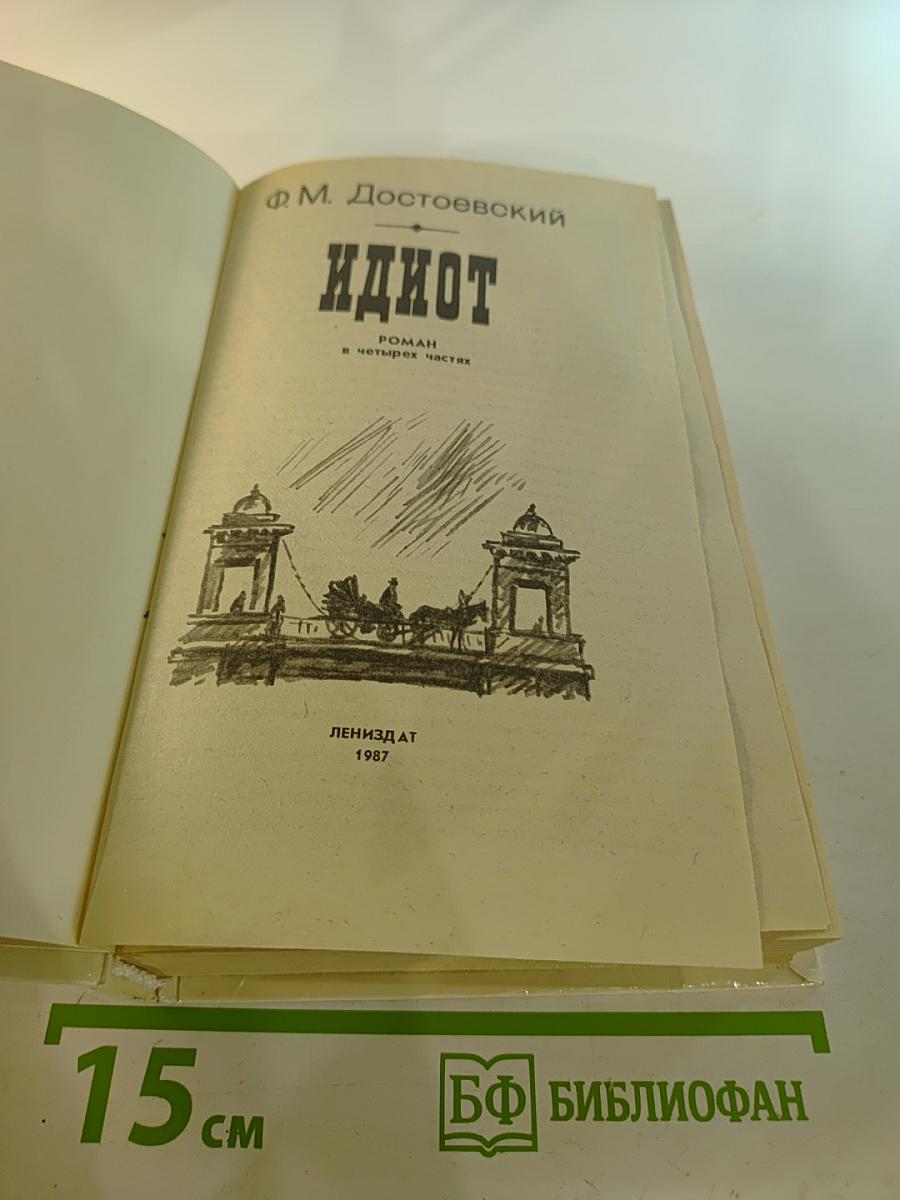 Ф. М. Достоевский
ИДИОТ
РОМАН
в четырех частях
ЛЕНИЗДАТ
1987
15 см
БФ БИБЛИОФАН